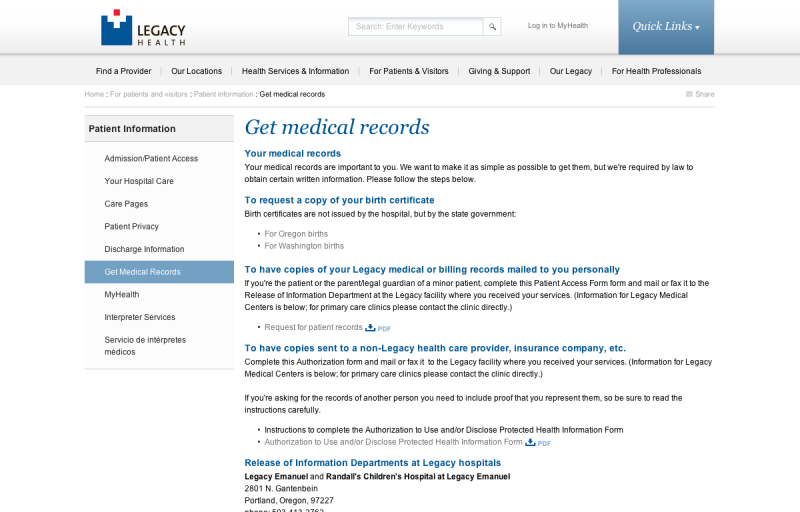 LEGACY
HEALTH
Search: Enter Keywords
Log in to MyHealth
Quick Links
Find a Provider | Our Locations | Health Services & Information | For Patients & Visitors | Giving & Support | Our Legacy | For Health Professionals
Home : For patients and visitors : Patient information : Get medical records
Share
Patient Information
Admission/Patient Access
Your Hospital Care
Care Pages
Patient Privacy
Discharge Information
Get Medical Records
MyHealth
Interpreter Services
Servicio de intérpretes
médicos
Get medical records
Your medical records
Your medical records are important to you. We want to make it as simple as possible to get them, but we're required by law to
obtain certain written information. Please follow the steps below.
To request a copy of your birth certificate
Birth certificates are not issued by the hospital, but by the state government:
• For Oregon births
• For Washington births
To have copies of your Legacy medical or billing records mailed to you personally
If you're the patient or the parent/legal guardian of a minor patient, complete this Patient Access Form form and mail or fax it to the
Release of Information Department at the Legacy facility where you received your services. (Information for Legacy Medical
Centers is below; for primary care clinics please contact the clinic directly.)
• Request for patient records PDF
To have copies sent to a non-Legacy health care provider, insurance company, etc.
Complete this Authorization form and mail or fax it to the Legacy facility where you received your services. (Information for Legacy
Medical Centers is below; for primary care clinics please contact the clinic directly.)
If you're asking for the records of another person you need to include proof that you represent them, so be sure to read the
instructions carefully.
• Instructions to complete the Authorization to Use and/or Disclose Protected Health Information Form
• Authorization to Use and/or Disclose Protected Health Information Form PDF
Release of Information Departments at Legacy hospitals
Legacy Emanuel and Randall's Children's Hospital at Legacy Emanuel
2801 N. Gantenbein
Portland, Oregon, 97227
phone: 503-413-2762